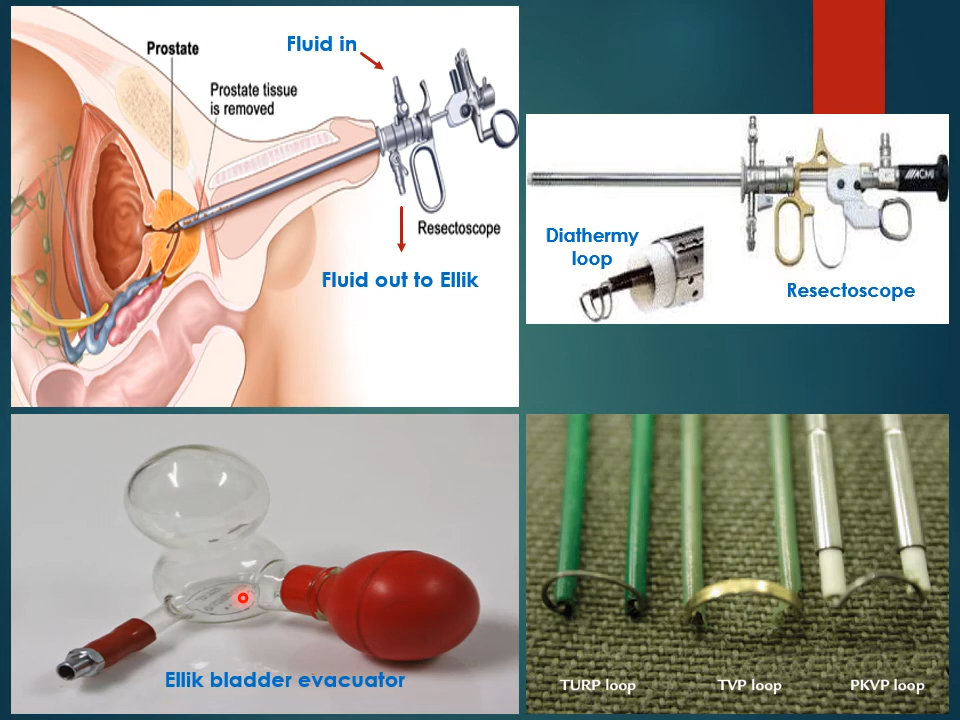 Prostate
Fluid in
Prostate tissue
is removed
Resectoscope
Fluid out to Ellik
ACMI
Diathermy
loop
Resectoscope
Ellik bladder evacuator
TURP loop
TVP loop
PKVP loop